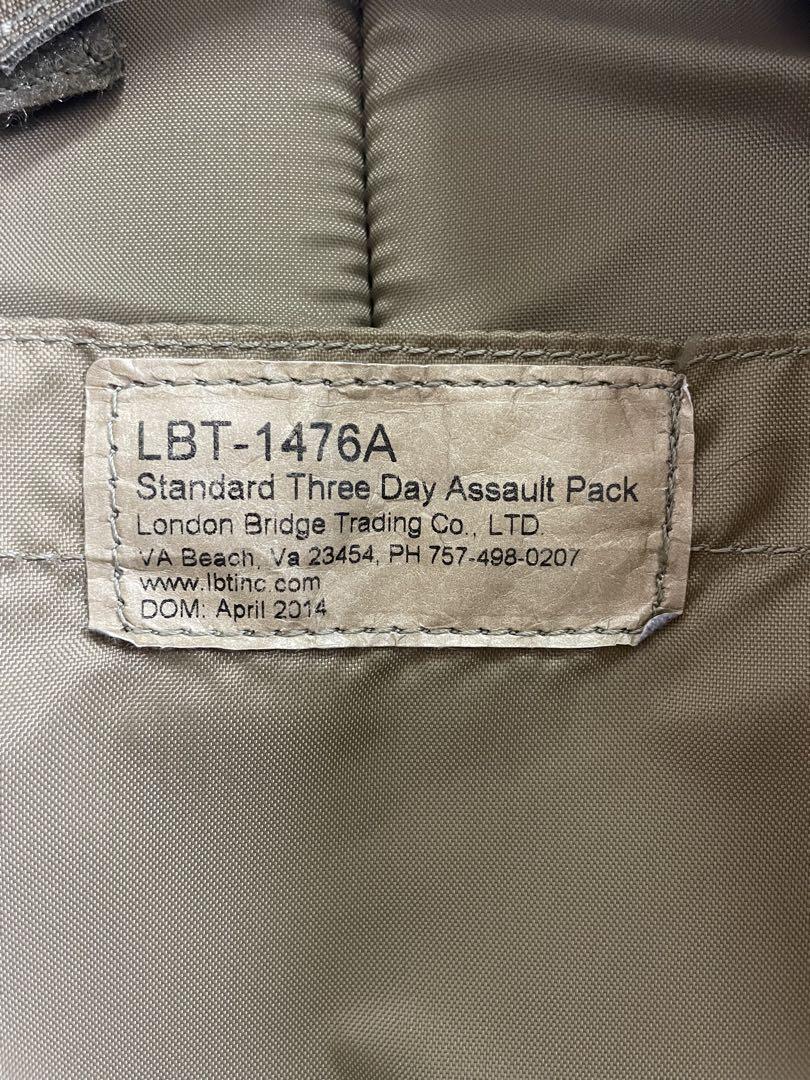 LBT-1476A
Standard Three Day Assault Pack
London Bridge Trading Co., LTD.
VA Beach, Va 23454, PH 757-498-0207
www.lbtinc.com
DOM: April 2014